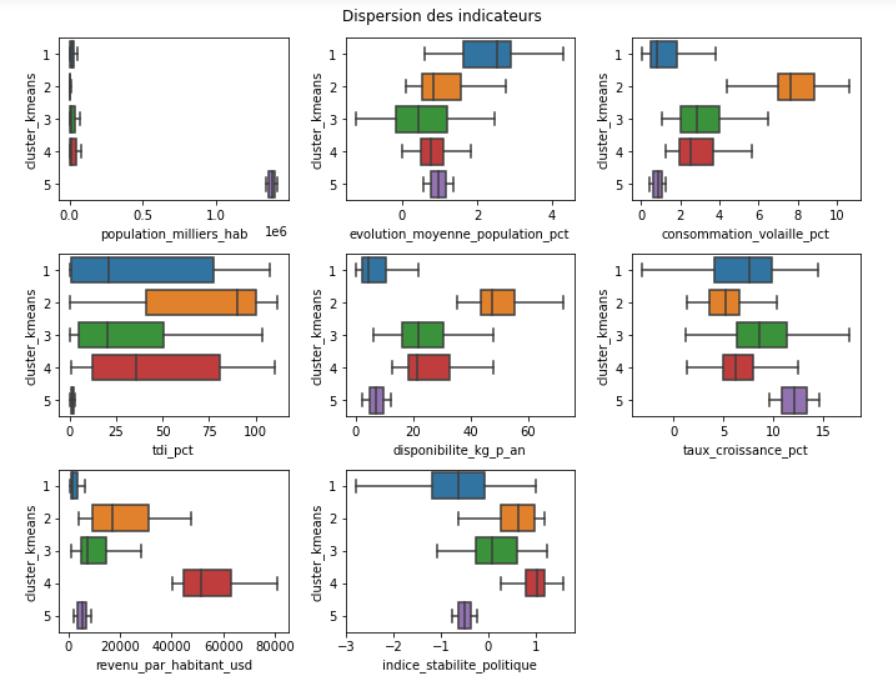 Dispersion des indicateurs
cluster_kmeans
1
2
3
4
5
0.0 0.5 1.0
1e6
population_milliers_hab
cluster_kmeans
1
2
3
4
5
0 2 4
evolution_moyenne_population_pct
cluster_kmeans
1
2
3
4
5
0 2 4 6 8 10
consommation_volaille_pct
cluster_kmeans
1
2
3
4
5
0 25 50 75 100
tdi_pct
cluster_kmeans
1
2
3
4
5
0 20 40 60
disponibilite_kg_p_an
cluster_kmeans
1
2
3
4
5
0 5 10 15
taux_croissance_pct
cluster_kmeans
1
2
3
4
5
0 20000 40000 60000 80000
revenu_par_habitant_usd
cluster_kmeans
1
2
3
4
5
−3 −2 −1 0 1
indice_stabilite_politique